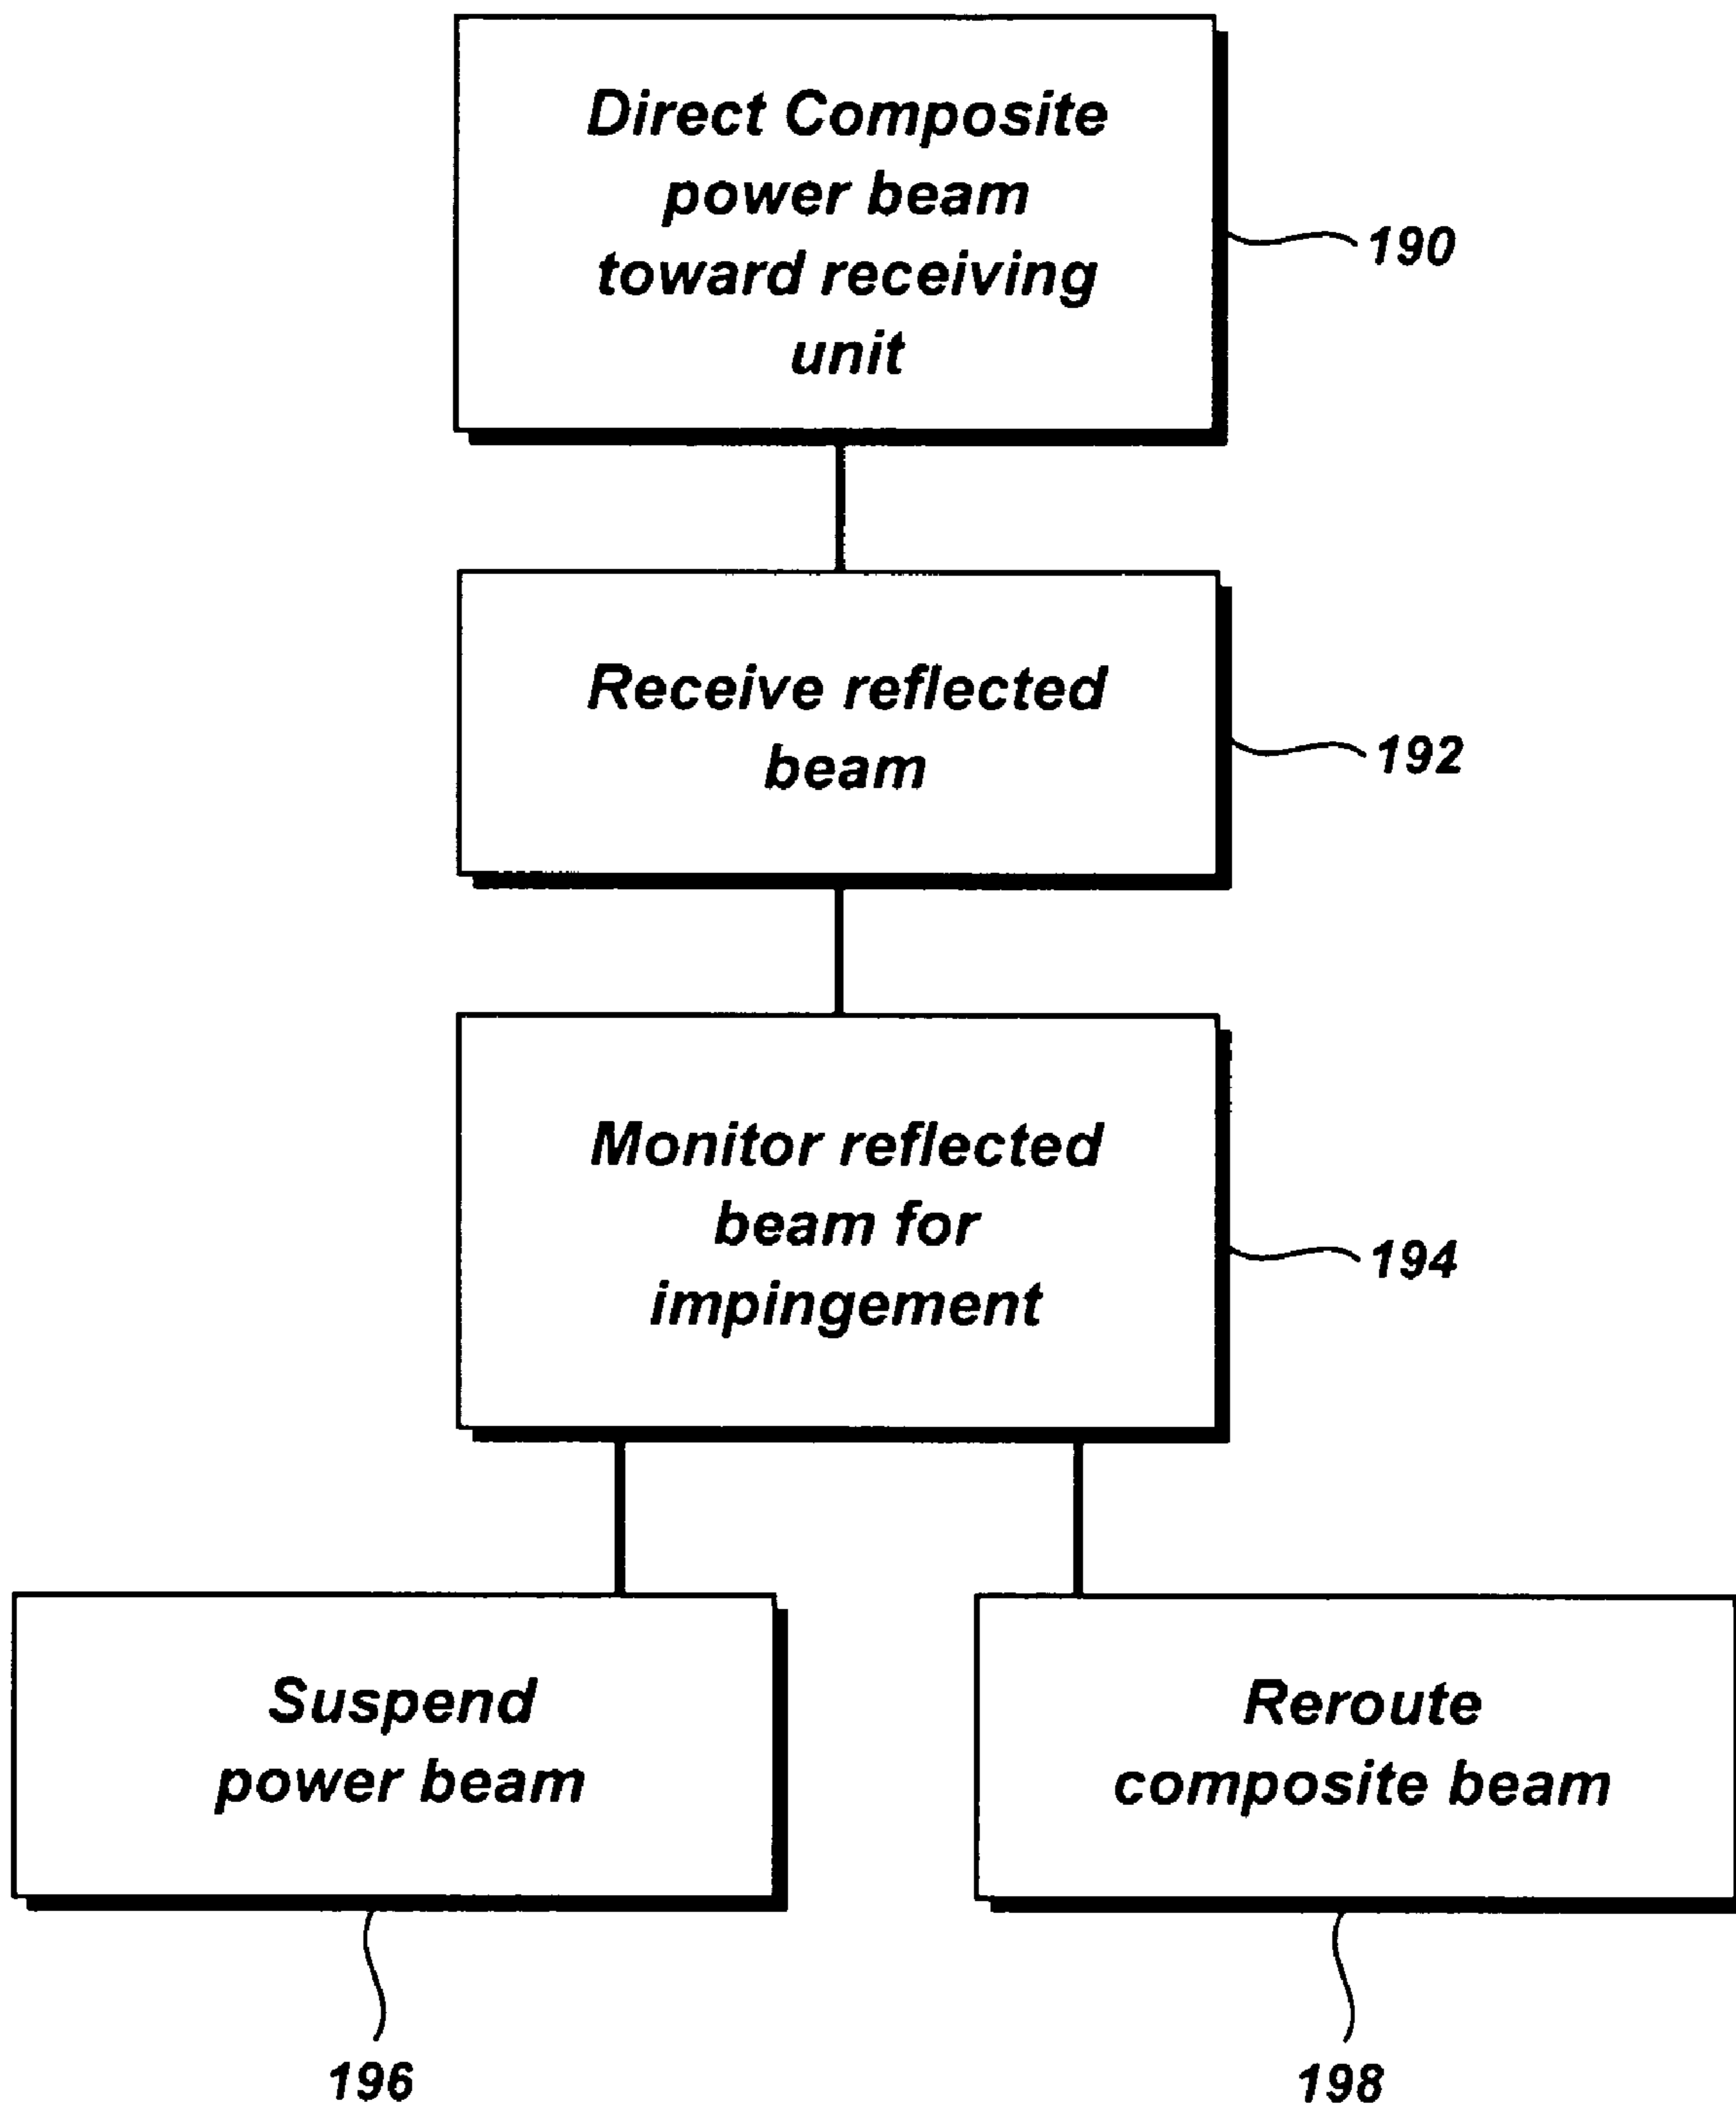 Direct Composite
power beam
toward receiving
unit
190
Receive reflected
beam
192
Monitor reflected
beam for
impingement
194
Suspend
power beam
Reroute
composite beam
196
198